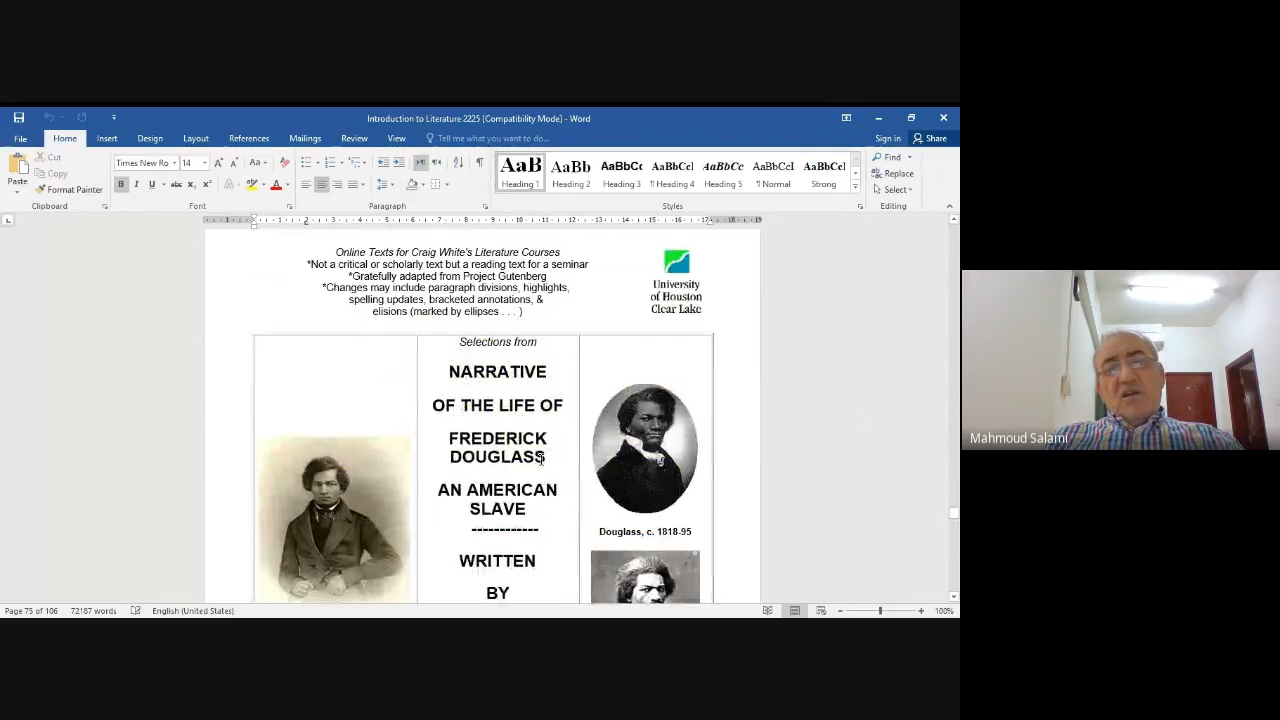 Introduction to Literature 2225 [Compatibility Mode] - Word
File Home Insert Design Layout References Mailings Review View Tell me what you want to do... Sign in Share
Paste
Cut
Copy
Format Painter
Times New Ro 14
AaB AaBb AaBbCc AaBbCcI AaBbCc AaBbCcI AaBbCcl
Heading 1 Heading 2 Heading 3 ¶ Heading 4 Heading 5 ¶ Normal Strong
Find
Replace
Select
Clipboard Font Paragraph Styles Editing
Online Texts for Craig White's Literature Courses
*Not a critical or scholarly text but a reading text for a seminar
*Gratefully adapted from Project Gutenberg
*Changes may include paragraph divisions, highlights,
spelling updates, bracketed annotations, &
elisions (marked by ellipses . . . )
University
of Houston
Clear Lake
Selections from
NARRATIVE
OF THE LIFE OF
FREDERICK
DOUGLASS
AN AMERICAN
SLAVE
------------
WRITTEN
BY
Douglass, c. 1818-95
Mahmoud Salami
Page 75 of 106 72187 words English (United States) 100%